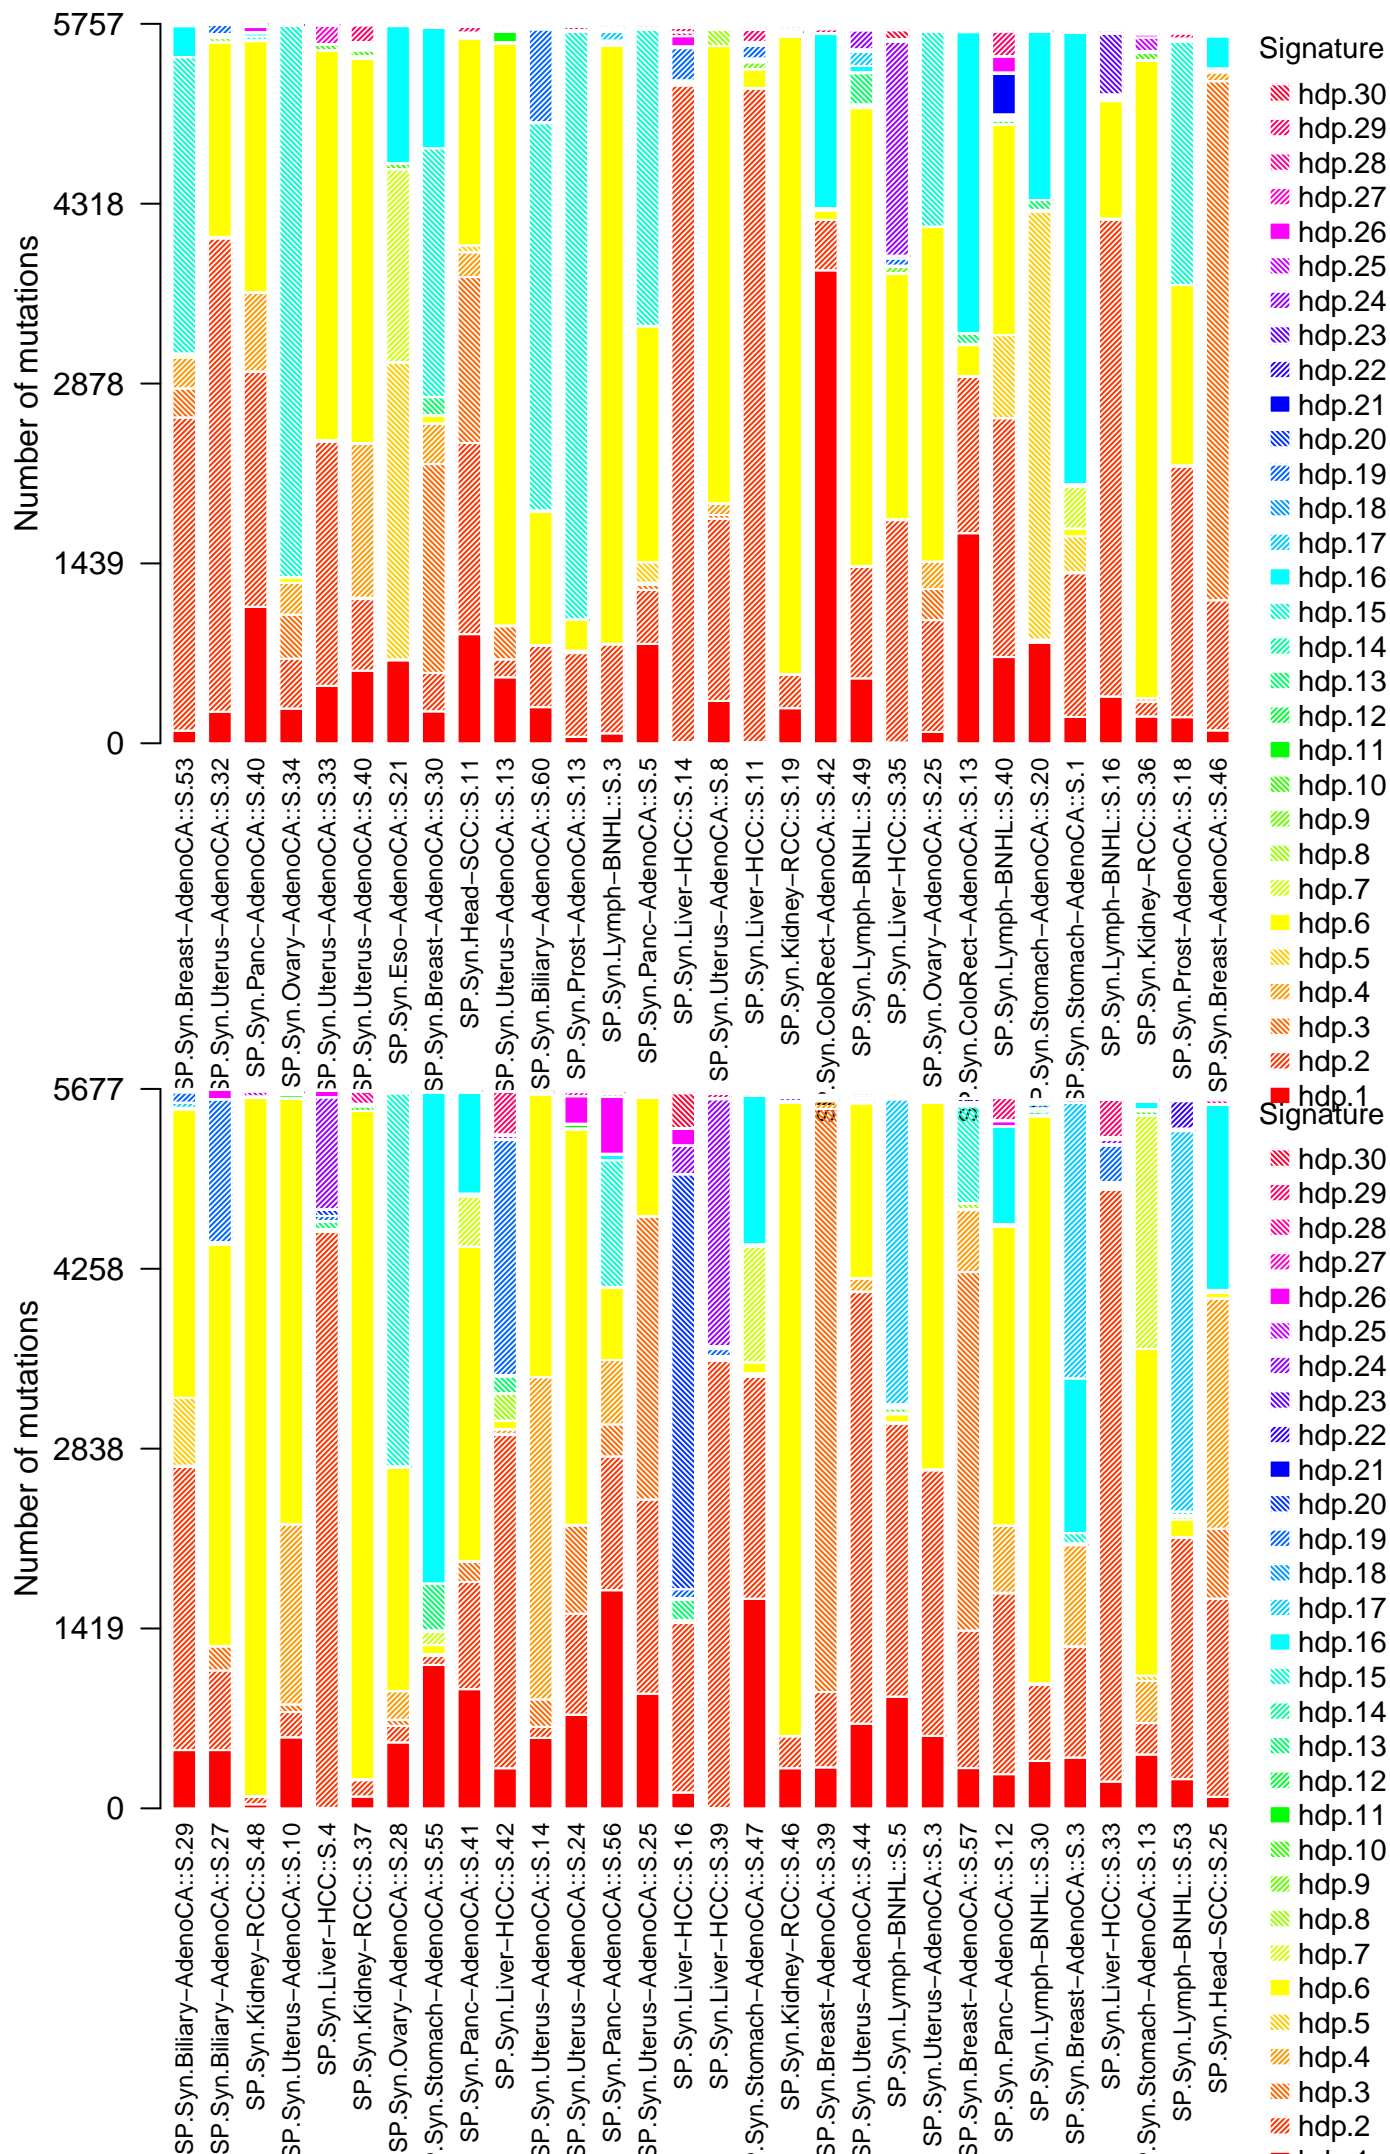 Number of mutations
5757
4318
2878
1439
0
SP.Syn.Breast−AdenoCA::S.53
SP.Syn.Uterus−AdenoCA::S.32
SP.Syn.Panc−AdenoCA::S.40
SP.Syn.Ovary−AdenoCA::S.34
SP.Syn.Uterus−AdenoCA::S.33
SP.Syn.Uterus−AdenoCA::S.40
SP.Syn.Eso−AdenoCA::S.21
SP.Syn.Breast−AdenoCA::S.30
SP.Syn.Head−SCC::S.11
SP.Syn.Uterus−AdenoCA::S.13
SP.Syn.Biliary−AdenoCA::S.60
SP.Syn.Prost−AdenoCA::S.13
SP.Syn.Lymph−BNHL::S.3
SP.Syn.Panc−AdenoCA::S.5
SP.Syn.Liver−HCC::S.14
SP.Syn.Uterus−AdenoCA::S.8
SP.Syn.Liver−HCC::S.11
SP.Syn.Kidney−RCC::S.19
P.Syn.ColoRect−AdenoCA::S.42
SP.Syn.Lymph−BNHL::S.49
SP.Syn.Liver−HCC::S.35
SP.Syn.Ovary−AdenoCA::S.25
P.Syn.ColoRect−AdenoCA::S.13
SP.Syn.Lymph−BNHL::S.40
P.Syn.Stomach−AdenoCA::S.20
SP.Syn.Stomach−AdenoCA::S.1
SP.Syn.Lymph−BNHL::S.16
SP.Syn.Kidney−RCC::S.36
SP.Syn.Prost−AdenoCA::S.18
SP.Syn.Breast−AdenoCA::S.46
Signature
hdp.30
hdp.29
hdp.28
hdp.27
hdp.26
hdp.25
hdp.24
hdp.23
hdp.22
hdp.21
hdp.20
hdp.19
hdp.18
hdp.17
hdp.16
hdp.15
hdp.14
hdp.13
hdp.12
hdp.11
hdp.10
hdp.9
hdp.8
hdp.7
hdp.6
hdp.5
hdp.4
hdp.3
hdp.2
hdp.1
Number of mutations
5677
4258
2838
1419
0
SP.Syn.Biliary−AdenoCA::S.29
SP.Syn.Biliary−AdenoCA::S.27
SP.Syn.Kidney−RCC::S.48
SP.Syn.Uterus−AdenoCA::S.10
SP.Syn.Liver−HCC::S.4
SP.Syn.Kidney−RCC::S.37
SP.Syn.Ovary−AdenoCA::S.28
P.Syn.Stomach−AdenoCA::S.55
SP.Syn.Panc−AdenoCA::S.41
SP.Syn.Liver−HCC::S.42
SP.Syn.Uterus−AdenoCA::S.14
SP.Syn.Uterus−AdenoCA::S.24
SP.Syn.Panc−AdenoCA::S.56
SP.Syn.Uterus−AdenoCA::S.25
SP.Syn.Liver−HCC::S.16
SP.Syn.Liver−HCC::S.39
P.Syn.Stomach−AdenoCA::S.47
SP.Syn.Kidney−RCC::S.46
SP.Syn.Breast−AdenoCA::S.39
SP.Syn.Uterus−AdenoCA::S.44
SP.Syn.Lymph−BNHL::S.5
SP.Syn.Uterus−AdenoCA::S.3
SP.Syn.Breast−AdenoCA::S.57
SP.Syn.Panc−AdenoCA::S.12
SP.Syn.Lymph−BNHL::S.30
SP.Syn.Breast−AdenoCA::S.3
SP.Syn.Liver−HCC::S.33
P.Syn.Stomach−AdenoCA::S.13
SP.Syn.Lymph−BNHL::S.53
SP.Syn.Head−SCC::S.25
Signature
hdp.30
hdp.29
hdp.28
hdp.27
hdp.26
hdp.25
hdp.24
hdp.23
hdp.22
hdp.21
hdp.20
hdp.19
hdp.18
hdp.17
hdp.16
hdp.15
hdp.14
hdp.13
hdp.12
hdp.11
hdp.10
hdp.9
hdp.8
hdp.7
hdp.6
hdp.5
hdp.4
hdp.3
hdp.2